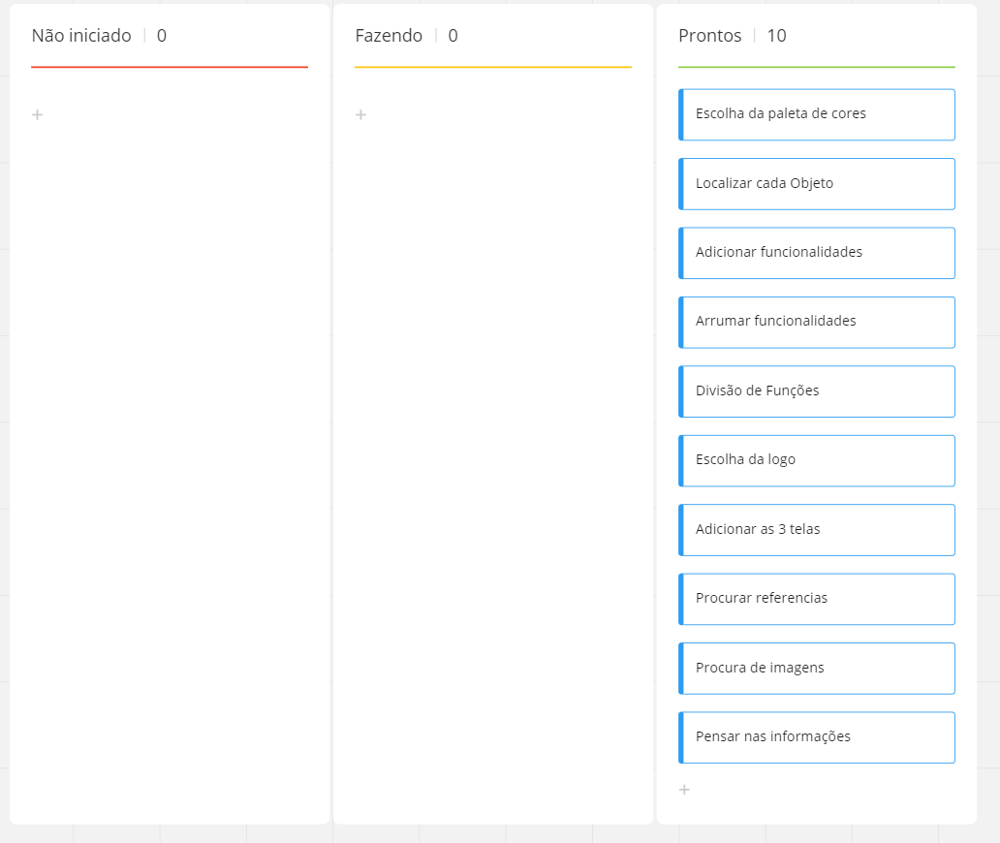 Não iniciado | 0
+
Fazendo | 0
+
Prontos | 10
Escolha da paleta de cores
Localizar cada Objeto
Adicionar funcionalidades
Arrumar funcionalidades
Divisão de Funções
Escolha da logo
Adicionar as 3 telas
Procurar referencias
Procura de imagens
Pensar nas informações
+